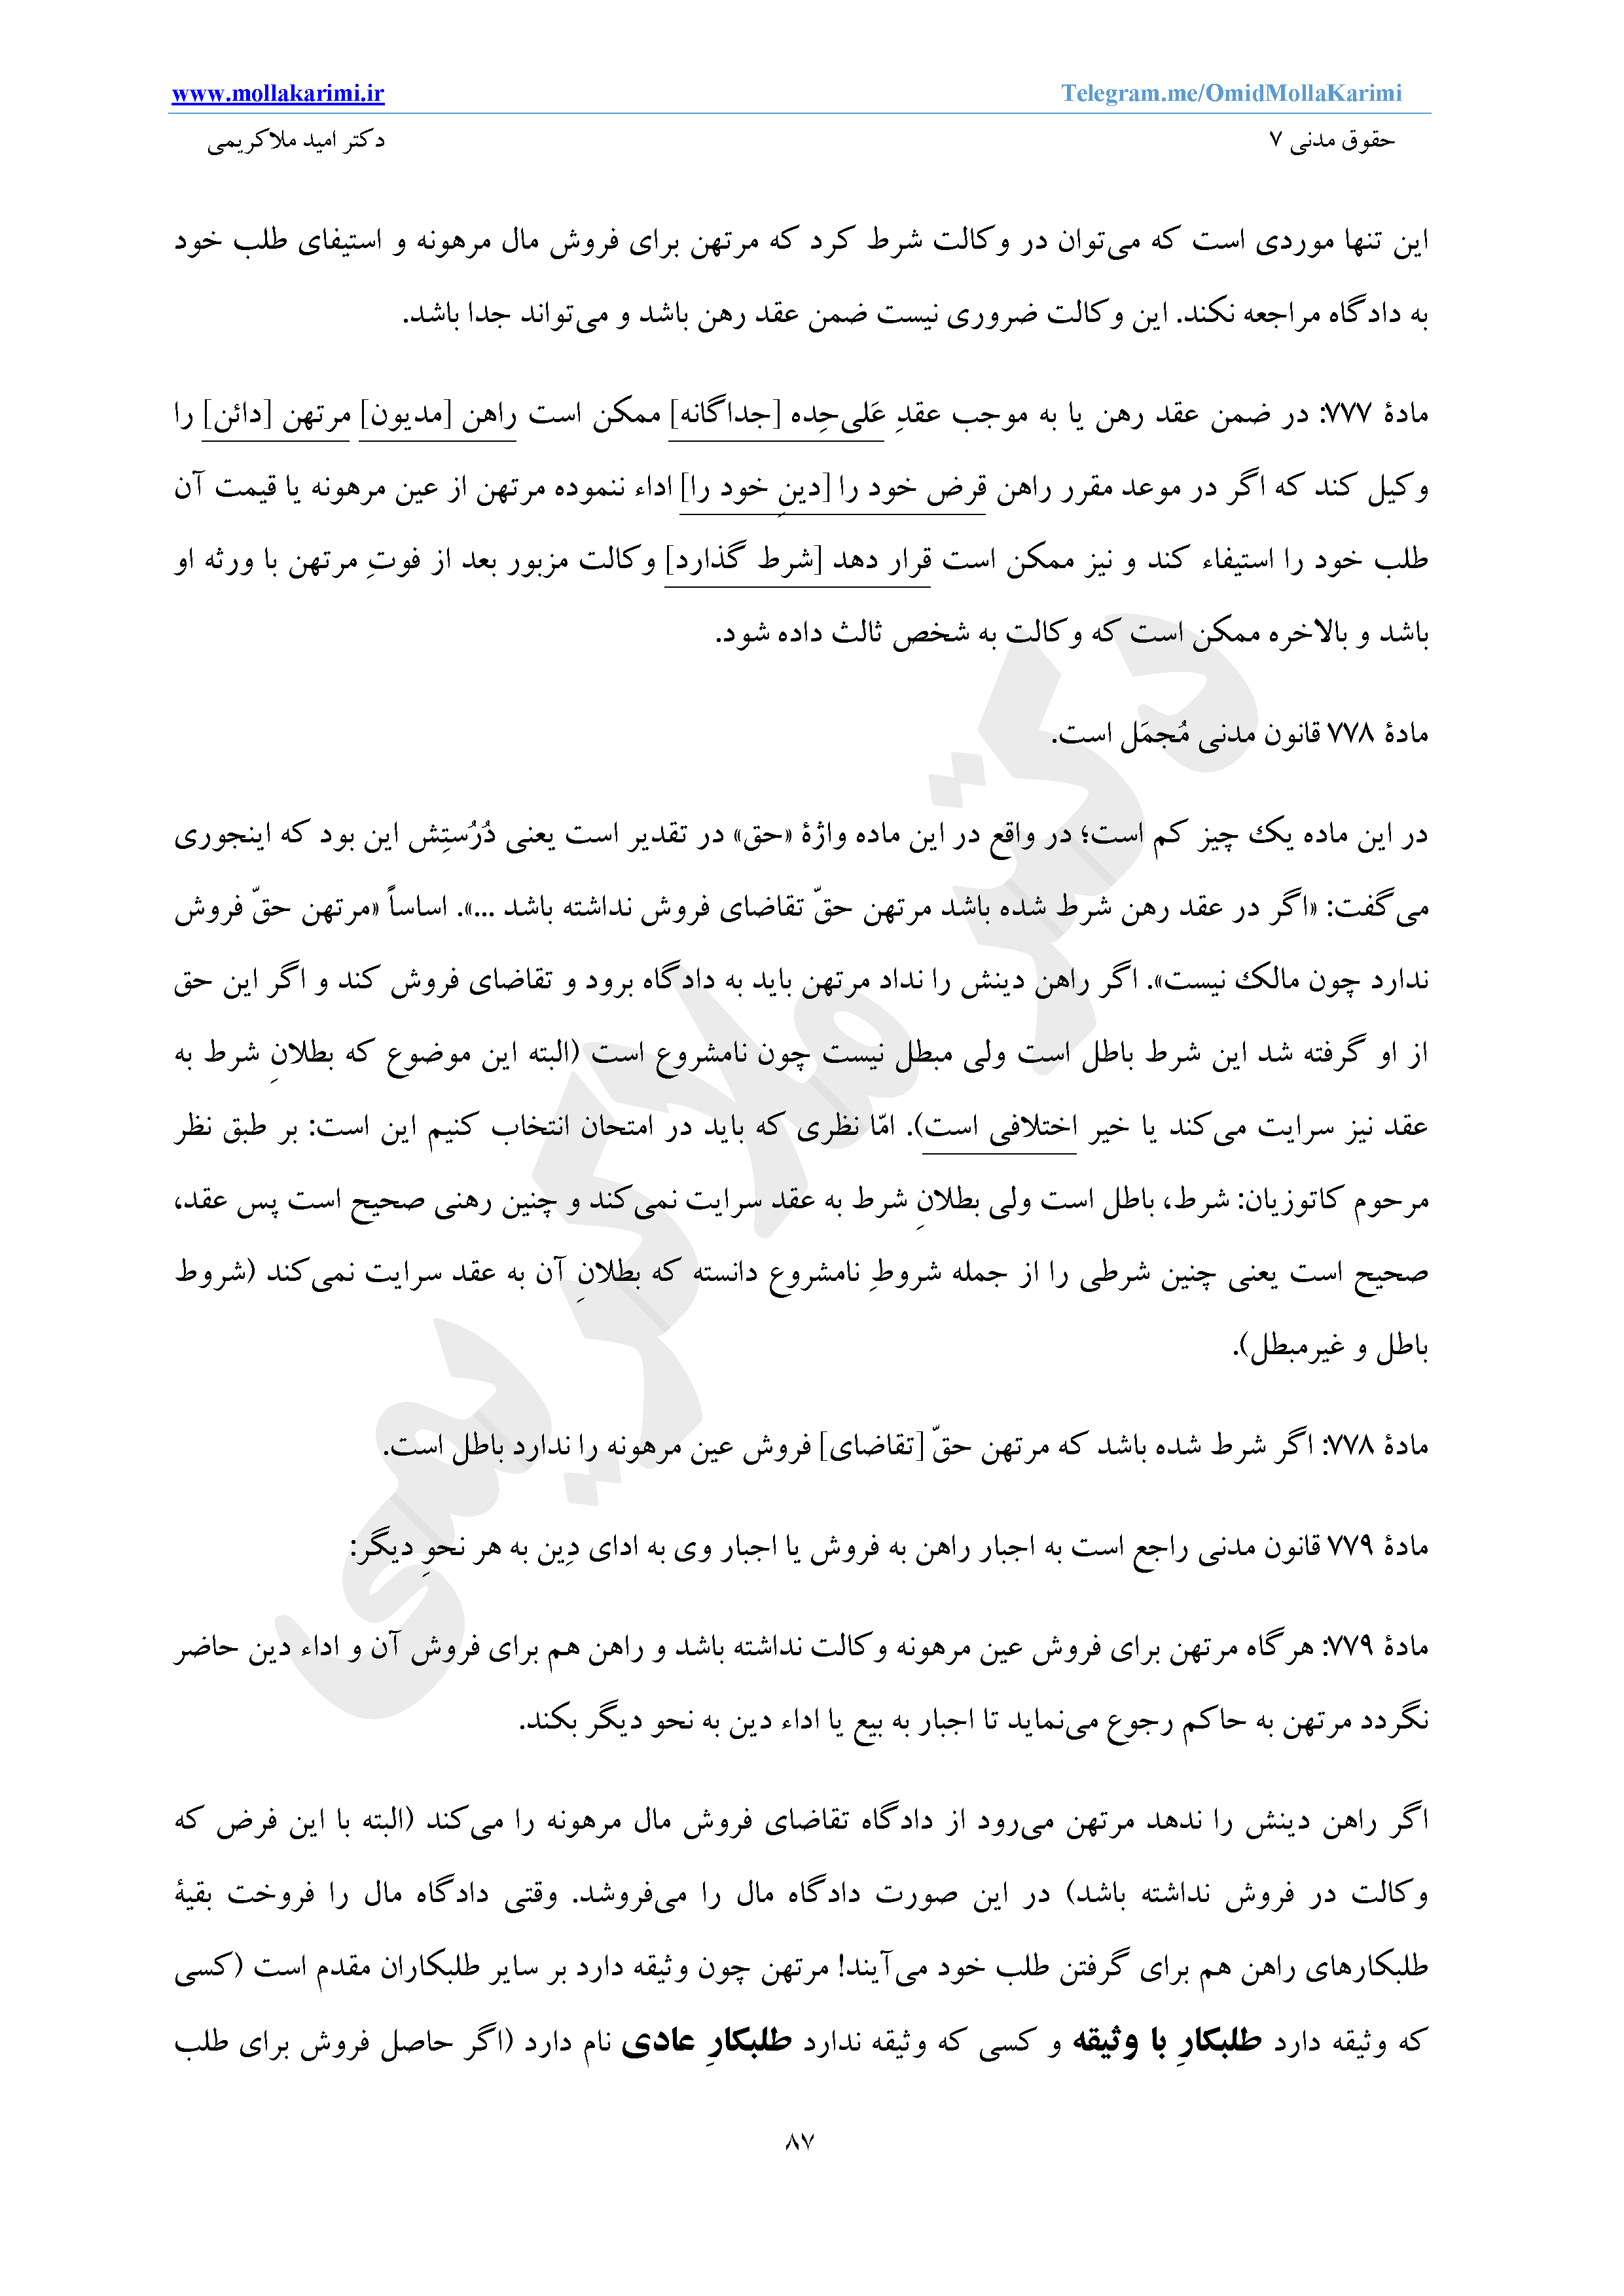 www.mollakarimi.ir Telegram.me/OmidMollaKarimi
حقوق مدنی ۷ دکتر امید ملاکریمی
این تنها موردی است که می‌توان در وکالت شرط کرد که مرتهن برای فروش مال مرهونه و استیفای طلب خود
به دادگاه مراجعه نکند. این وکالت ضروری نیست ضمن عقد رهن باشد و می‌تواند جدا باشد.
مادهٔ ۷۷۷: در ضمن عقد رهن یا به موجب عقدِ عَلی‌حِده [جداگانه] ممکن است راهن [مدیون] مرتهن [دائن] را
وکیل کند که اگر در موعد مقرر راهن قرض خود را [دینِ خود را] اداء ننموده مرتهن از عین مرهونه یا قیمت آن
طلب خود را استیفاء کند و نیز ممکن است قرار دهد [شرط گذارد] وکالت مزبور بعد از فوتِ مرتهن با ورثه او
باشد و بالاخره ممکن است که وکالت به شخص ثالث داده شود.
مادهٔ ۷۷۸ قانون مدنی مُجمَل است.
در این ماده یک چیز کم است؛ در واقع در این ماده واژهٔ «حق» در تقدیر است یعنی دُرُستِش این بود که اینجوری
می‌گفت: «اگر در عقد رهن شرط شده باشد مرتهن حقّ تقاضای فروش نداشته باشد ...». اساساً «مرتهن حقّ فروش
ندارد چون مالک نیست». اگر راهن دینش را نداد مرتهن باید به دادگاه برود و تقاضای فروش کند و اگر این حق
از او گرفته شد این شرط باطل است ولی مبطل نیست چون نامشروع است (البته این موضوع که بطلانِ شرط به
عقد نیز سرایت می‌کند یا خیر اختلافی است). امّا نظری که باید در امتحان انتخاب کنیم این است: بر طبق نظر
مرحوم کاتوزیان: شرط، باطل است ولی بطلانِ شرط به عقد سرایت نمی‌کند و چنین رهنی صحیح است پس عقد،
صحیح است یعنی چنین شرطی را از جمله شروطِ نامشروع دانسته که بطلانِ آن به عقد سرایت نمی‌کند (شروط
باطل و غیرمبطل).
مادهٔ ۷۷۸: اگر شرط شده باشد که مرتهن حقّ [تقاضای] فروش عین مرهونه را ندارد باطل است.
مادهٔ ۷۷۹ قانون مدنی راجع است به اجبار راهن به فروش یا اجبار وی به ادای دِین به هر نحوِ دیگر:
مادهٔ ۷۷۹: هرگاه مرتهن برای فروش عین مرهونه وکالت نداشته باشد و راهن هم برای فروش آن و اداء دین حاضر
نگردد مرتهن به حاکم رجوع می‌نماید تا اجبار به بیع یا اداء دین به نحو دیگر بکند.
اگر راهن دینش را ندهد مرتهن می‌رود از دادگاه تقاضای فروش مال مرهونه را می‌کند (البته با این فرض که
وکالت در فروش نداشته باشد) در این صورت دادگاه مال را می‌فروشد. وقتی دادگاه مال را فروخت بقیهٔ
طلبکارهای راهن هم برای گرفتن طلب خود می‌آیند! مرتهن چون وثیقه دارد بر سایر طلبکاران مقدم است (کسی
که وثیقه دارد طلبکارِ با وثیقه و کسی که وثیقه ندارد طلبکارِ عادی نام دارد (اگر حاصل فروش برای طلب
۸۷
دکتر ملاکریمی